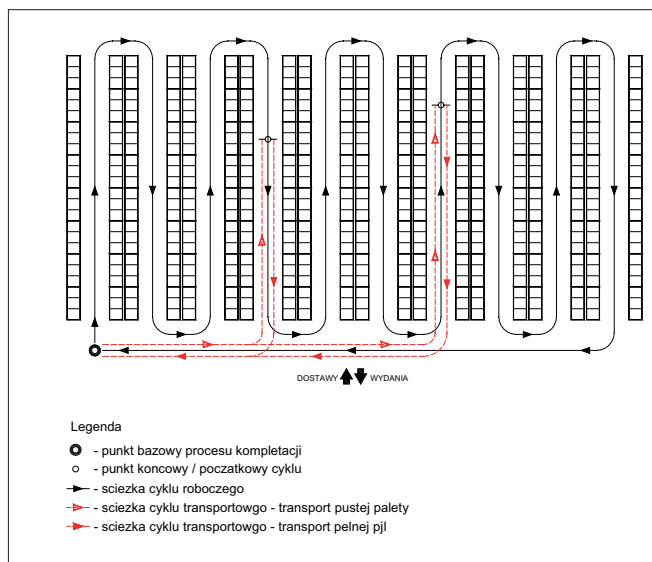 DOSTAWY WYDANIA
Legenda
- punkt bazowy procesu kompletacji
- punkt koncowy / poczatkowy cyklu
- sciezka cyklu roboczego
- sciezka cyklu transportowgo - transport pustej palety
- sciezka cyklu transportowgo - transport pelnej pjl